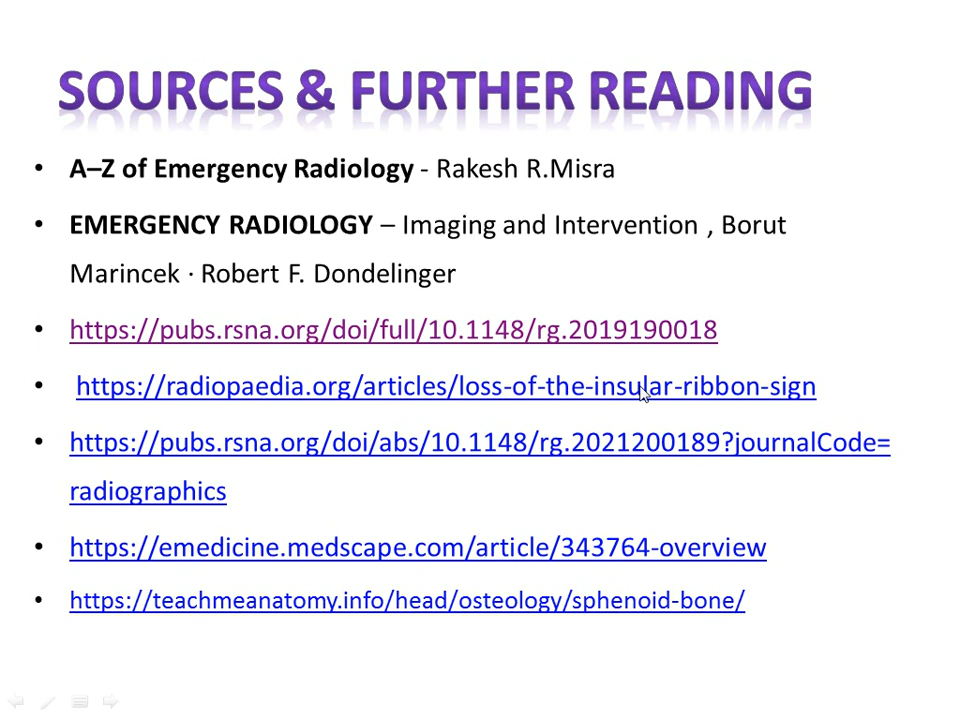 SOURCES & FURTHER READING
• A–Z of Emergency Radiology - Rakesh R.Misra
• EMERGENCY RADIOLOGY – Imaging and Intervention , Borut
Marincek · Robert F. Dondelinger
• https://pubs.rsna.org/doi/full/10.1148/rg.2019190018
• https://radiopaedia.org/articles/loss-of-the-insular-ribbon-sign
• https://pubs.rsna.org/doi/abs/10.1148/rg.2021200189?journalCode=
radiographics
• https://emedicine.medscape.com/article/343764-overview
• https://teachmeanatomy.info/head/osteology/sphenoid-bone/